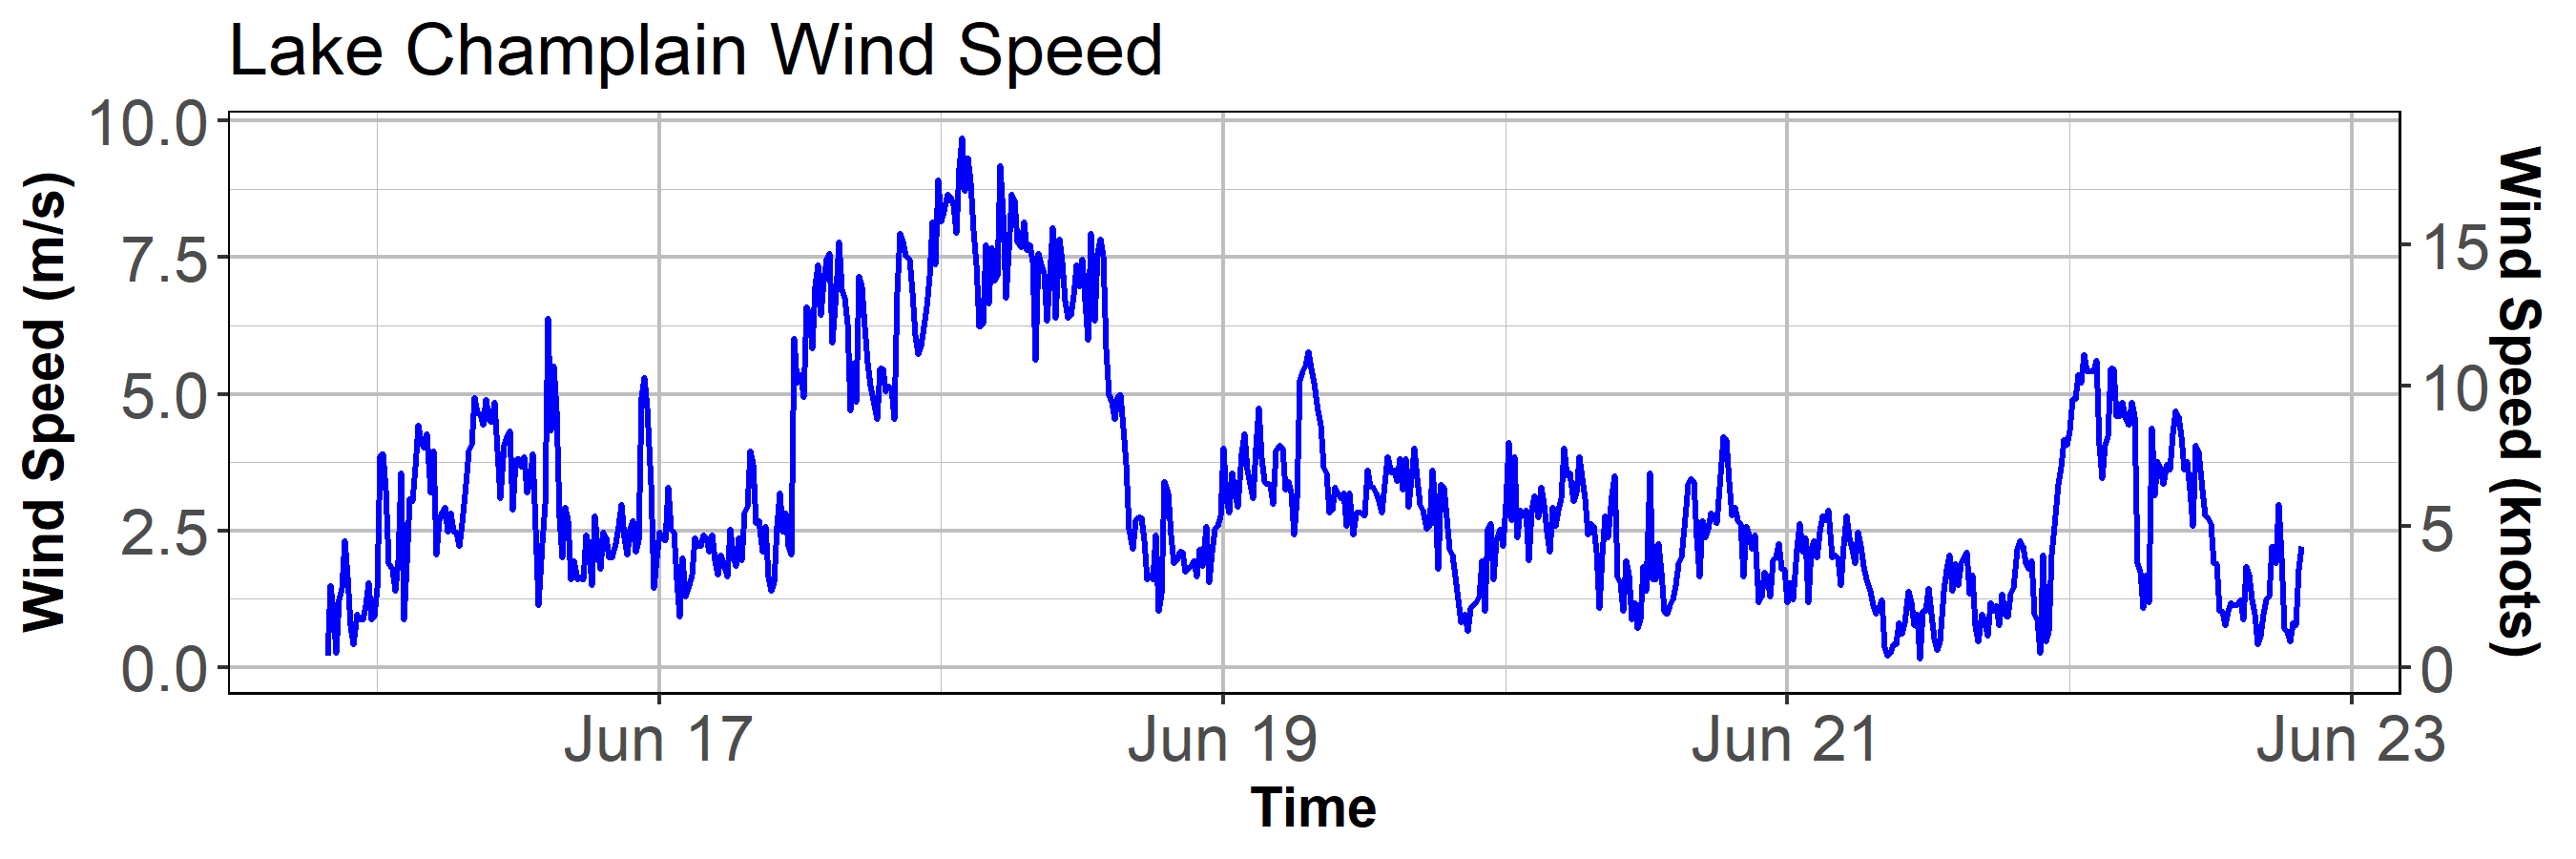 Lake Champlain Wind Speed
Wind Speed (m/s)
10.0
7.5
5.0
2.5
0.0
15
10
5
0
Wind Speed (knots)
Jun 17
Jun 19
Jun 21
Jun 23
Time